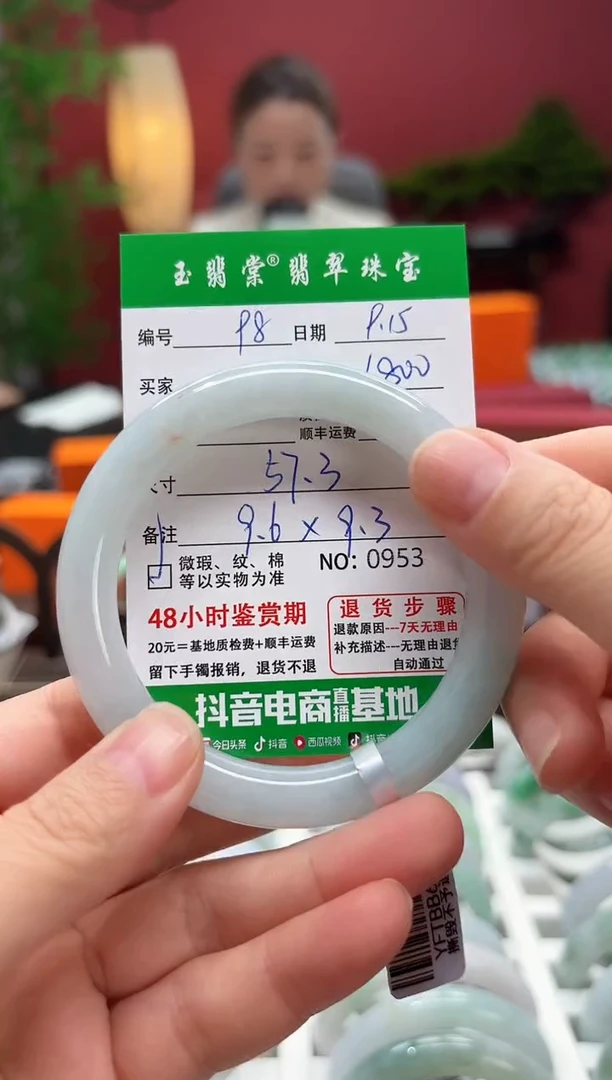 玉翡棠®翡翠珠宝
编号 98 日期 9.15
买家 1800
顺丰运费
寸 57.3
备注 9.6 x 9.3
微瑕、纹、棉
等以实物为准
NO: 0953
48小时鉴赏期
20元=基地质检费+顺丰运费
留下手镯报销，退货不退
退货步骤
退款原因---7天无理由
补充描述---无理由退货
自动通过
抖音电商直播基地
今日头条 抖音 西瓜视频
YFTBB